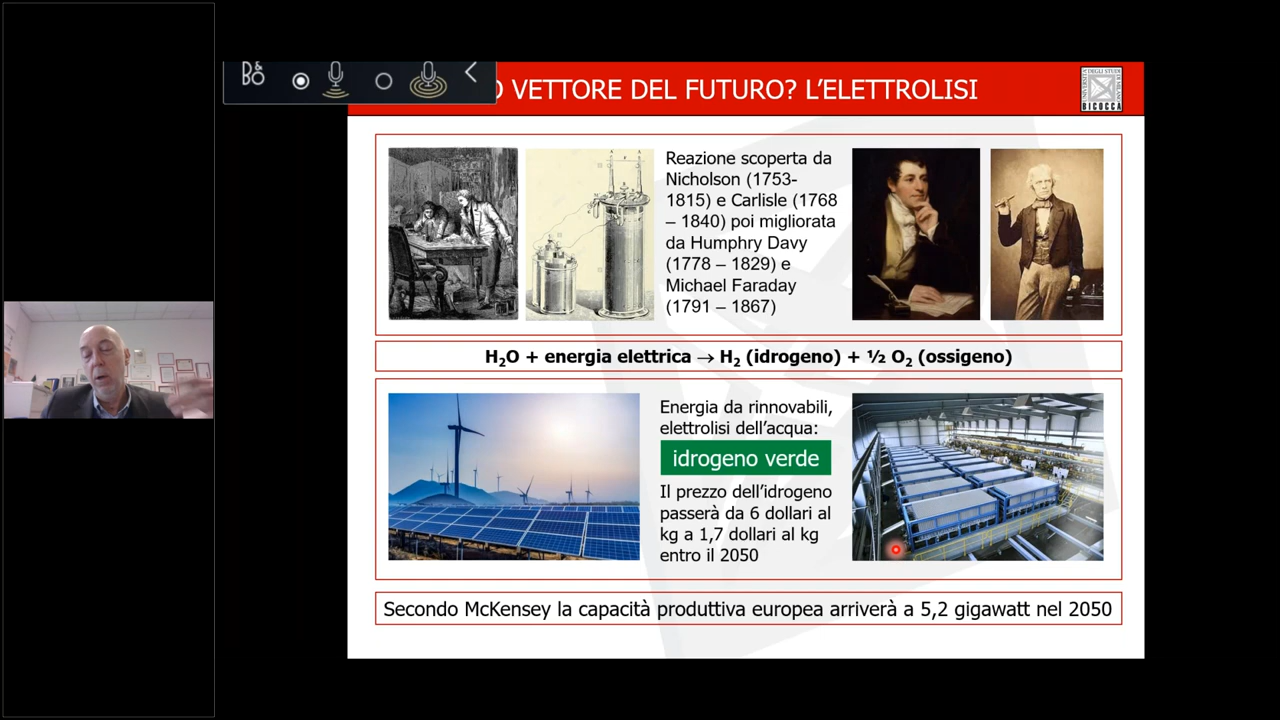 O VETTORE DEL FUTURO? L'ELETTROLISI
BICOCCA
Reazione scoperta da
Nicholson (1753-
1815) e Carlisle (1768
– 1840) poi migliorata
da Humphry Davy
(1778 – 1829) e
Michael Faraday
(1791 – 1867)
H₂O + energia elettrica → H₂ (idrogeno) + ½ O₂ (ossigeno)
Energia da rinnovabili,
elettrolisi dell'acqua:
idrogeno verde
Il prezzo dell'idrogeno
passerà da 6 dollari al
kg a 1,7 dollari al kg
entro il 2050
Secondo McKensey la capacità produttiva europea arriverà a 5,2 gigawatt nel 2050